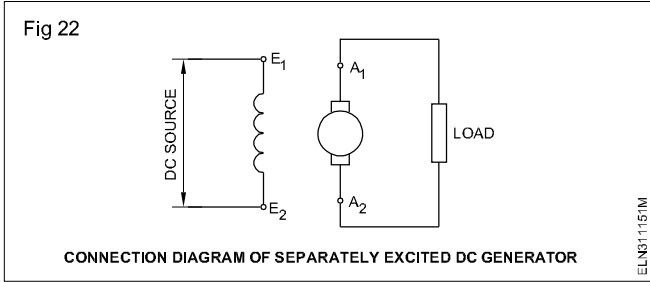 Fig 22
E1
A1
DC SOURCE
LOAD
E2
A2
CONNECTION DIAGRAM OF SEPARATELY EXCITED DC GENERATOR
ELN311151M